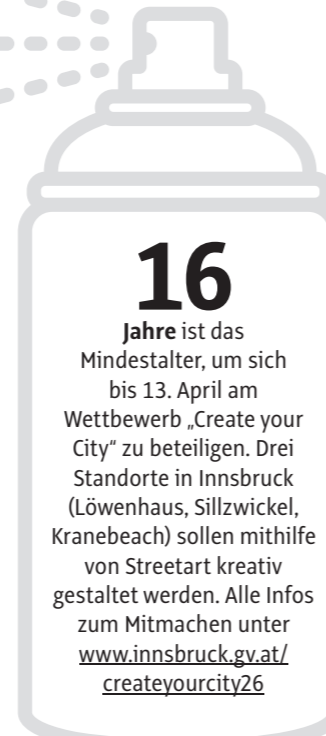 16
Jahre ist das
Mindestalter, um sich
bis 13. April am
Wettbewerb „Create your
City“ zu beteiligen. Drei
Standorte in Innsbruck
(Löwenhaus, Sillzwickel,
Kranebeach) sollen mithilfe
von Streetart kreativ
gestaltet werden. Alle Infos
zum Mitmachen unter
www.innsbruck.gv.at/
createyourcity26